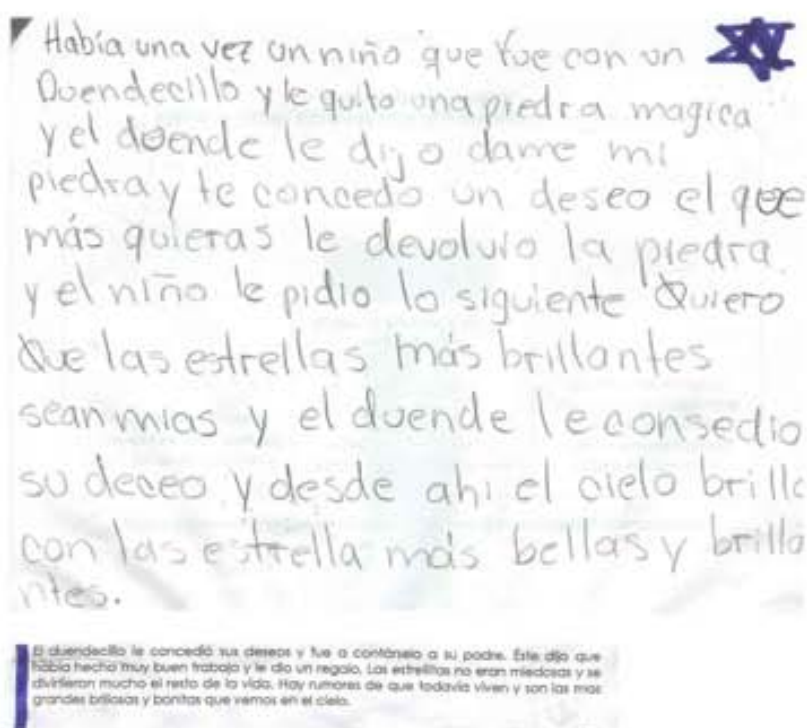 Había una vez un niño que fue con un
Duendecillo y le quito una piedra magica
y el duende le dijo dame mi
piedra y te concedo un deseo el que
más quieras le devolvio la piedra
y el niño le pidio lo siguiente Quiero
Que las estrellas más brillantes
sean mias y el duende le consedio
su deceo y desde ahi el cielo brilla
con las estrella más bellas y brilla
ntes.
El duendecillo le concedió sus deseos y fue a contárselo a su padre. Éste dijo que
había hecho muy buen trabajo y le dio un regalo. Las estrellitas no eran miedosas y se
divirtieron mucho el resto de la vida. Hay rumores de que todavía viven y son las mas
grandes brillosas y bonitas que vemos en el cielo.